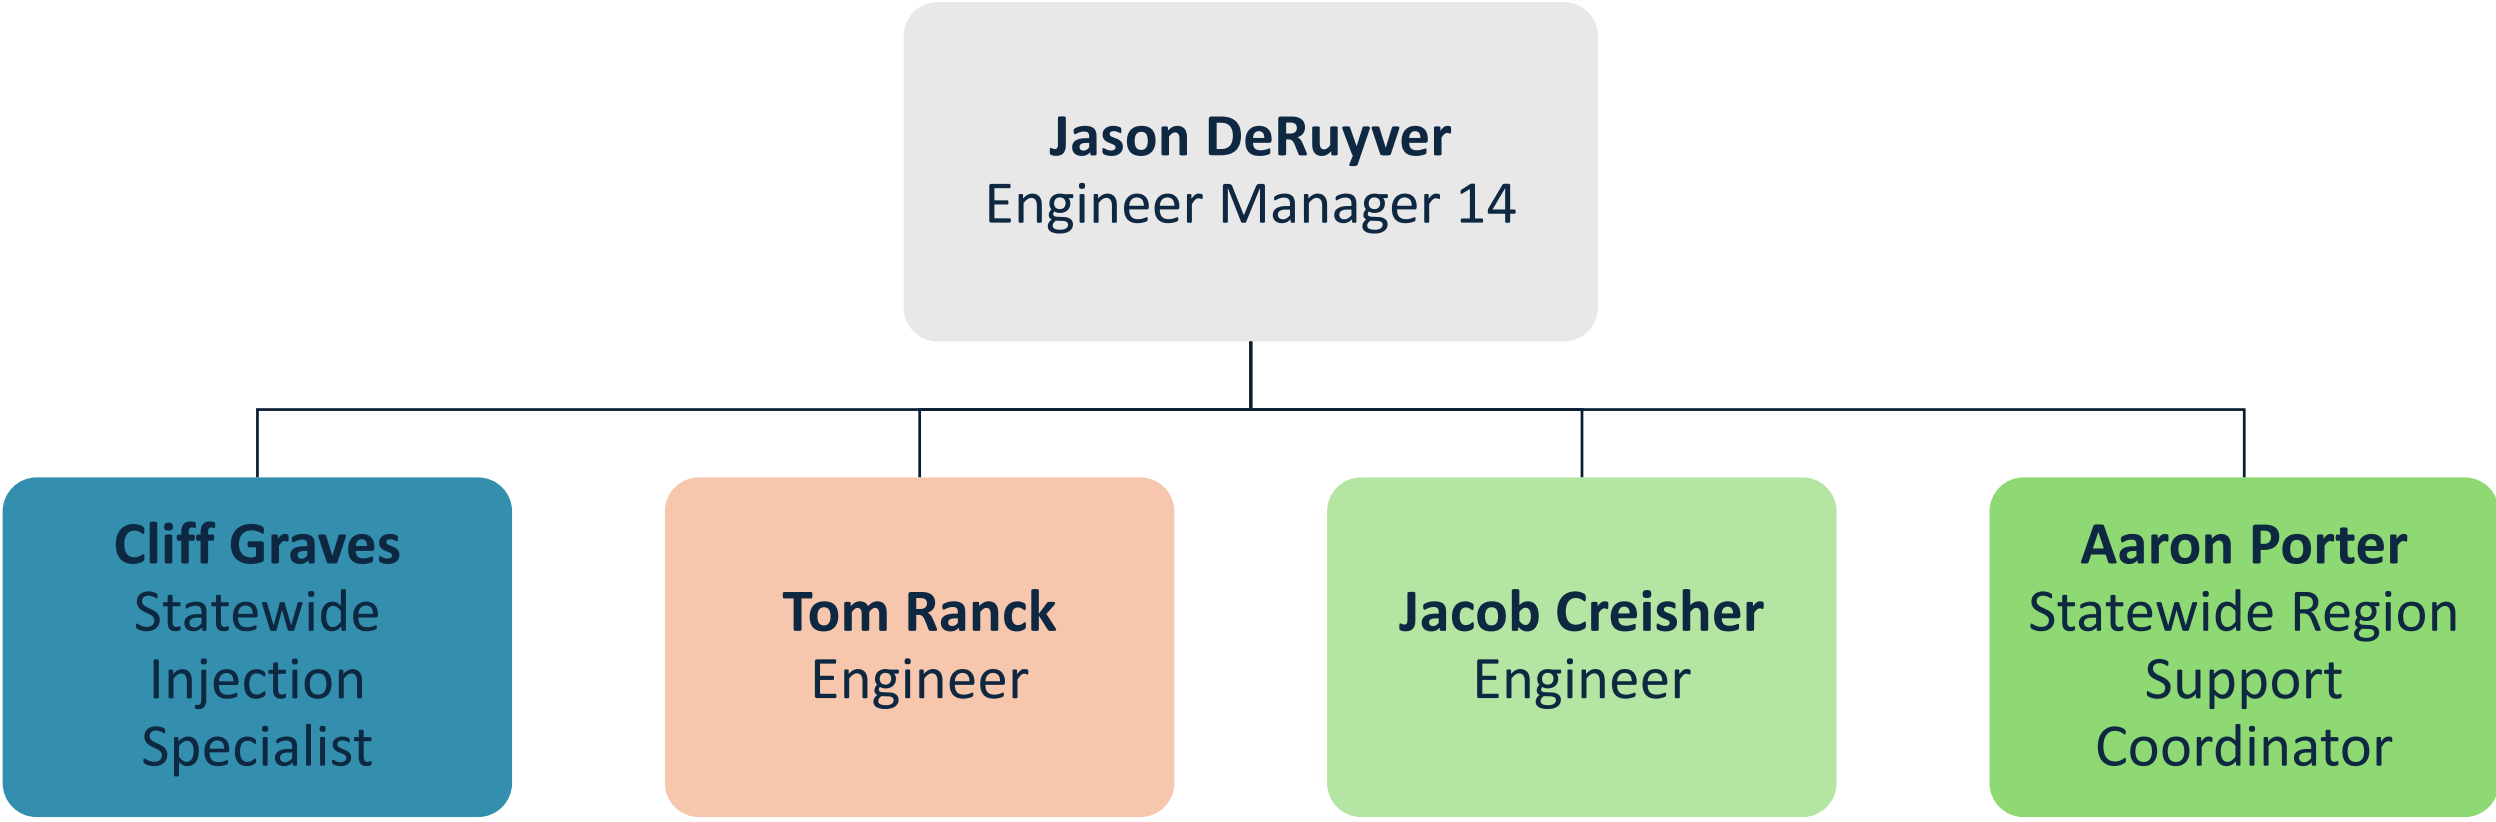 Jason DeRuyver
Engineer Manager 14
Cliff Graves
Statewide
Injection
Specialist
Tom Ranck
Engineer
Jacob Creisher
Engineer
Aaron Porter
Statewide Region
Support
Coordinator